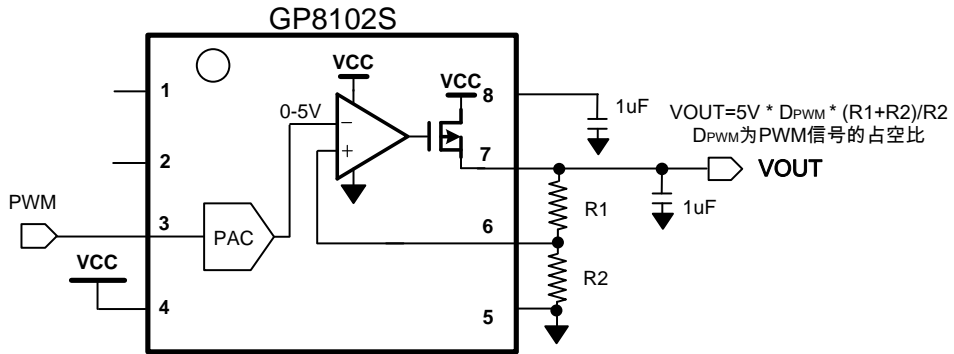 GP8102S
VCC
VCC
8
1
0-5V
1uF
VOUT=5V * DPWM * (R1+R2)/R2
DPWM为PWM信号的占空比
−
+
2
7
VOUT
PWM
3
PAC
R1
1uF
6
VCC
R2
4
5